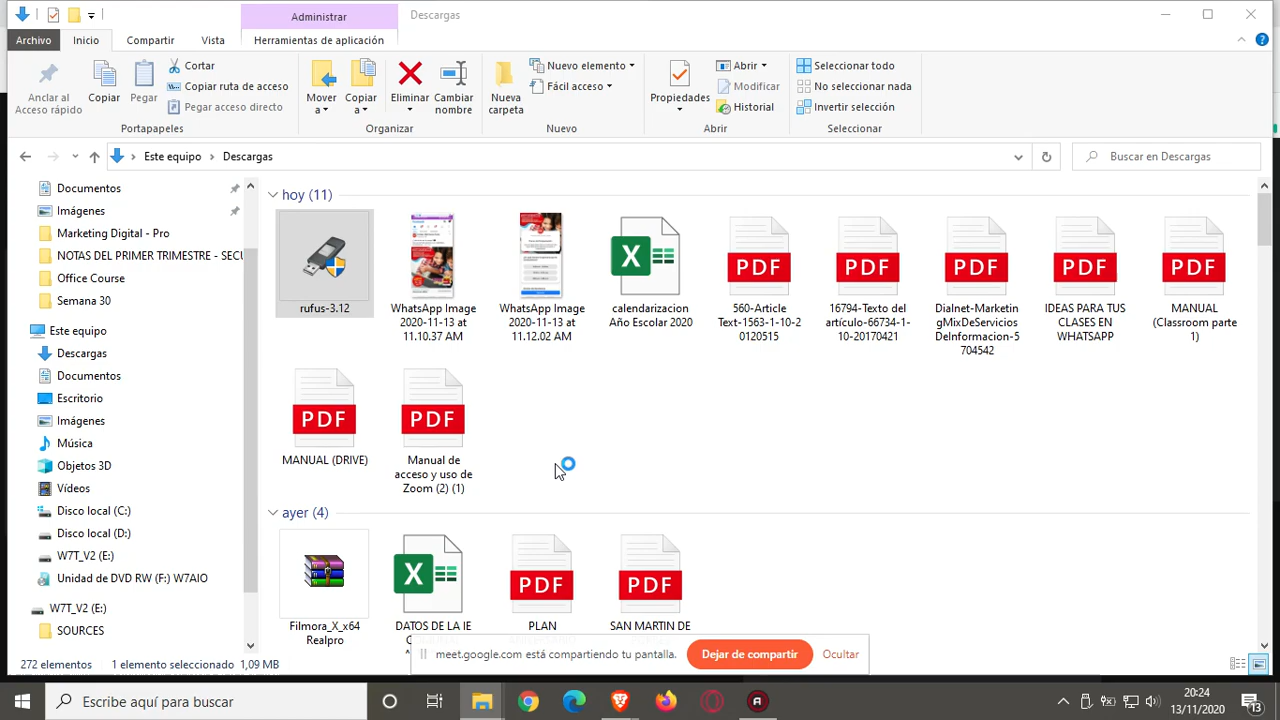 Administrar
Descargas
Archivo
Inicio
Compartir
Vista
Herramientas de aplicación
Anclar al
Acceso rápido
Copiar
Pegar
Cortar
Copiar ruta de acceso
Pegar acceso directo
Portapapeles
Mover
a
Copiar
a
Eliminar
Cambiar
nombre
Organizar
Nueva
carpeta
Nuevo elemento
Fácil acceso
Nuevo
Propiedades
Abrir
Modificar
Historial
Abrir
Seleccionar todo
No seleccionar nada
Invertir selección
Seleccionar
Este equipo > Descargas
Buscar en Descargas
Documentos
Imágenes
Marketing Digital - Pro
NOTAS DEL PRIMER TRIMESTRE - SECU
Office Course
Semana 30
Este equipo
Descargas
Documentos
Escritorio
Imágenes
Música
Objetos 3D
Vídeos
Disco local (C:)
Disco local (D:)
W7T_V2 (E:)
Unidad de DVD RW (F:) W7AIO
W7T_V2 (E:)
SOURCES
hoy (11)
rufus-3.12
WhatsApp Image
2020-11-13 at
11.10.37 AM
WhatsApp Image
2020-11-13 at
11.12.02 AM
X
calendarizacion
Año Escolar 2020
PDF
560-Article
Text-1563-1-10-2
0120515
PDF
16794-Texto del
artículo-66734-1-
10-20170421
PDF
Dialnet-Marketin
gMixDeServicios
DeInformacion-5
704542
PDF
IDEAS PARA TUS
CLASES EN
WHATSAPP
PDF
MANUAL
(Classroom parte
1)
PDF
MANUAL (DRIVE)
PDF
Manual de
acceso y uso de
Zoom (2) (1)
ayer (4)
Filmora_X_x64
Realpro
X
DATOS DE LA IE
PDF
PLAN
PDF
SAN MARTIN DE
meet.google.com está compartiendo tu pantalla.
Dejar de compartir
Ocultar
272 elementos
1 elemento seleccionado 1,09 MB
Escribe aquí para buscar
20:24
13/11/2020
13